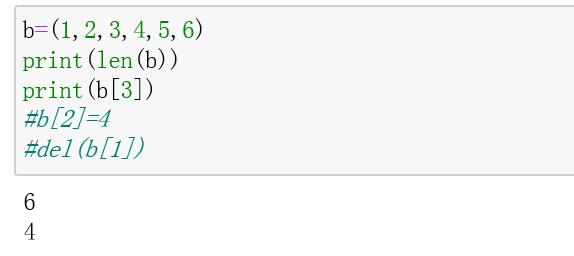 b=(1,2,3,4,5,6)
print(len(b))
print(b[3])
#b[2]=4
#del(b[1])
6
4